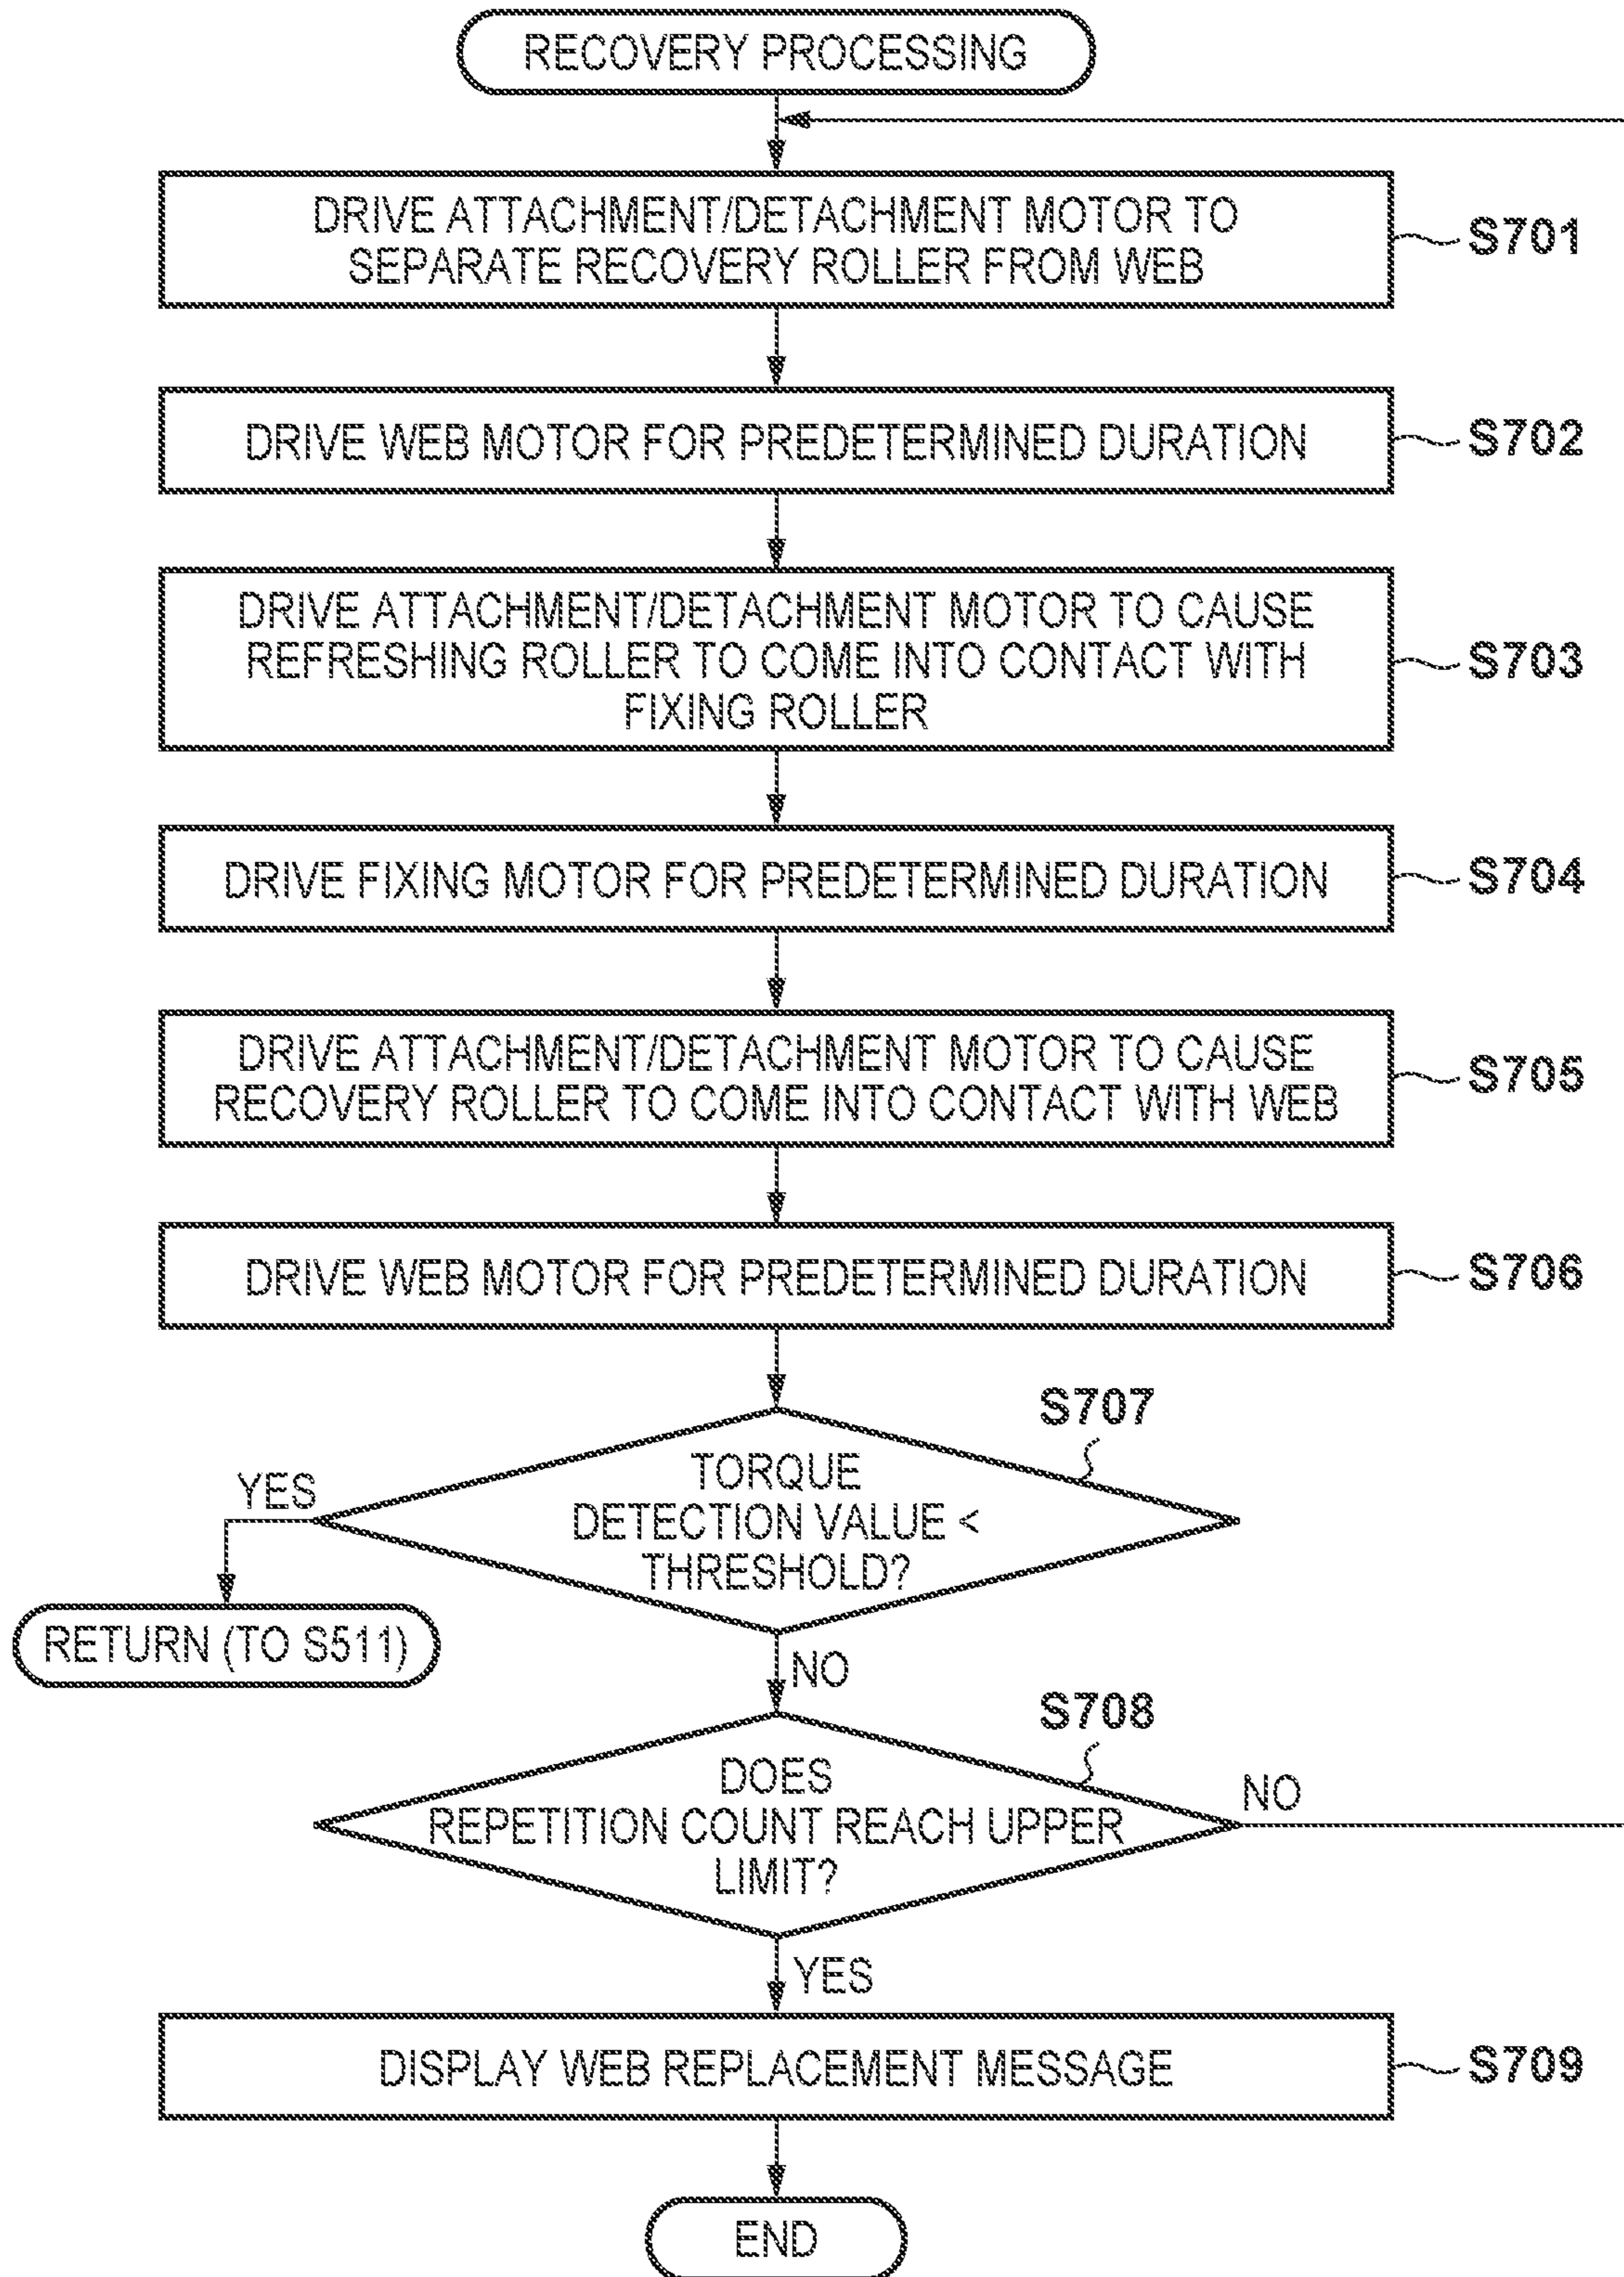 RECOVERY PROCESSING
DRIVE ATTACHMENT/DETACHMENT MOTOR TO
SEPARATE RECOVERY ROLLER FROM WEB
S701
DRIVE WEB MOTOR FOR PREDETERMINED DURATION
S702
DRIVE ATTACHMENT/DETACHMENT MOTOR TO CAUSE
REFRESHING ROLLER TO COME INTO CONTACT WITH
FIXING ROLLER
S703
DRIVE FIXING MOTOR FOR PREDETERMINED DURATION
S704
DRIVE ATTACHMENT/DETACHMENT MOTOR TO CAUSE
RECOVERY ROLLER TO COME INTO CONTACT WITH WEB
S705
DRIVE WEB MOTOR FOR PREDETERMINED DURATION
S706
S707
TORQUE
DETECTION VALUE <
THRESHOLD?
YES
RETURN (TO S511)
NO
S708
DOES
REPETITION COUNT REACH UPPER
LIMIT?
NO
YES
DISPLAY WEB REPLACEMENT MESSAGE
S709
END